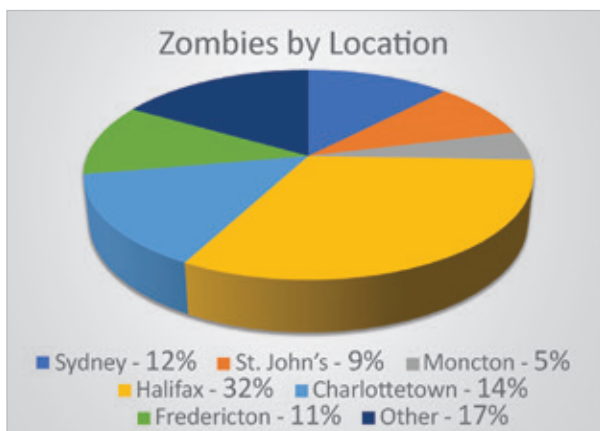 Zombies by Location
Sydney - 12% St. John's - 9% Moncton - 5%
Halifax - 32% Charlottetown - 14%
Fredericton - 11% Other - 17%